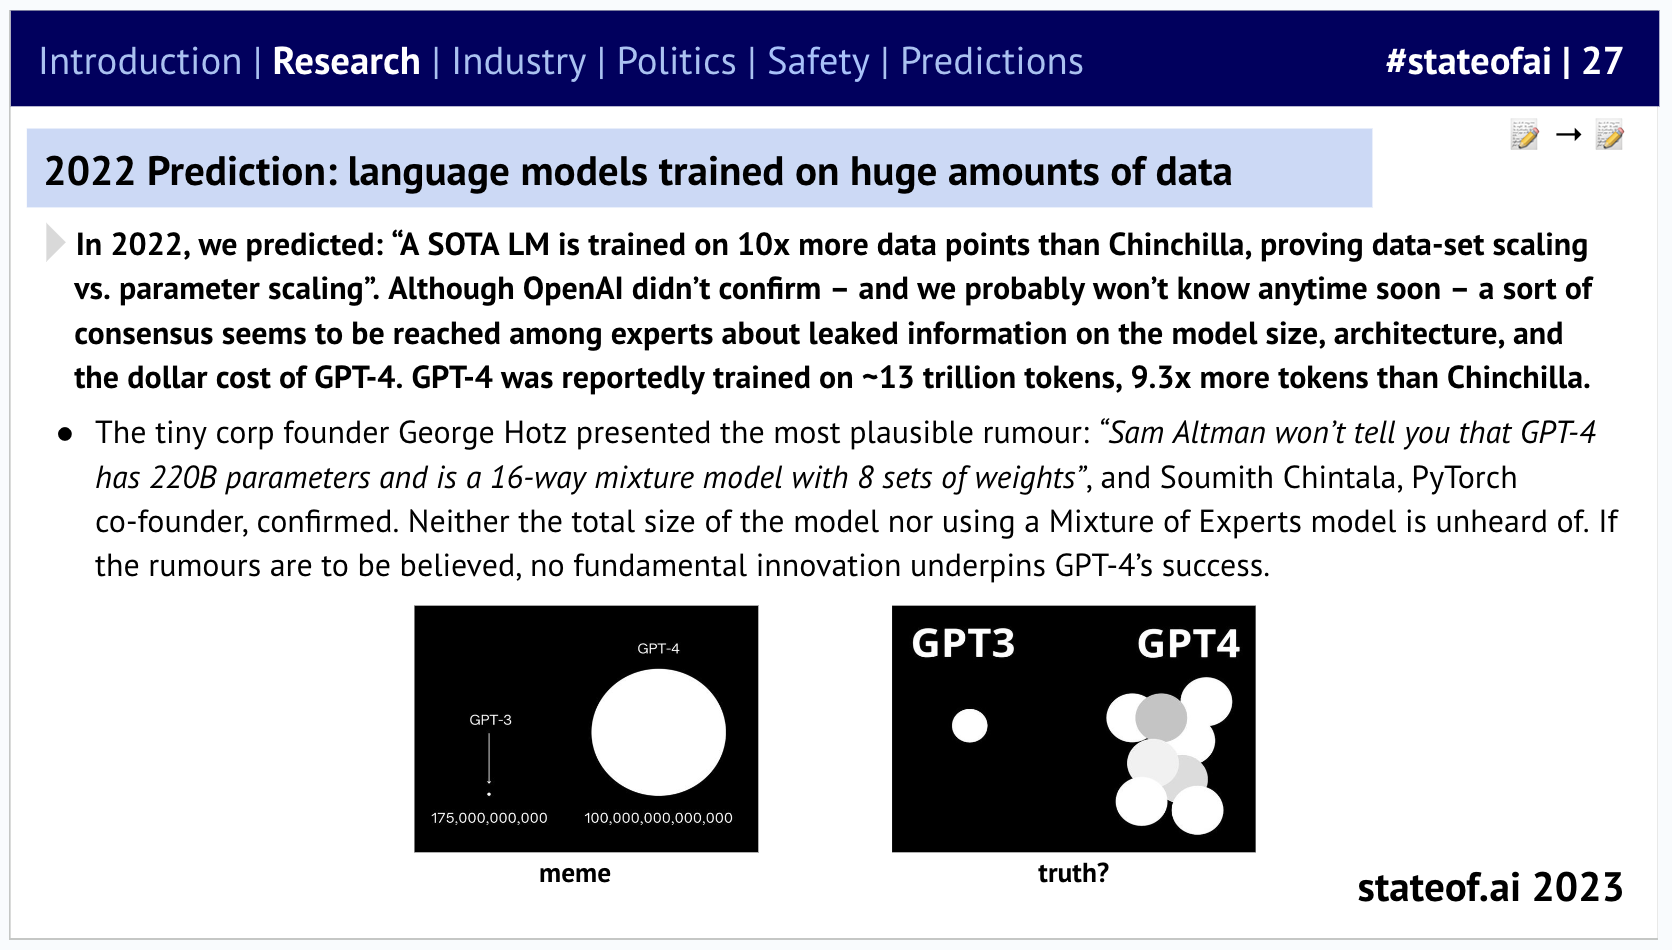 Introduction | Research | Industry | Politics | Safety | Predictions
#stateofai | 27
2022 Prediction: language models trained on huge amounts of data
In 2022, we predicted: “A SOTA LM is trained on 10x more data points than Chinchilla, proving data-set scaling
vs. parameter scaling”. Although OpenAI didn’t confirm – and we probably won’t know anytime soon – a sort of
consensus seems to be reached among experts about leaked information on the model size, architecture, and
the dollar cost of GPT-4. GPT-4 was reportedly trained on ~13 trillion tokens, 9.3x more tokens than Chinchilla.
● The tiny corp founder George Hotz presented the most plausible rumour: “Sam Altman won’t tell you that GPT-4
has 220B parameters and is a 16-way mixture model with 8 sets of weights”, and Soumith Chintala, PyTorch
co-founder, confirmed. Neither the total size of the model nor using a Mixture of Experts model is unheard of. If
the rumours are to be believed, no fundamental innovation underpins GPT-4’s success.
GPT-4
GPT-3
175,000,000,000
100,000,000,000,000
meme
GPT3
GPT4
truth?
stateof.ai 2023